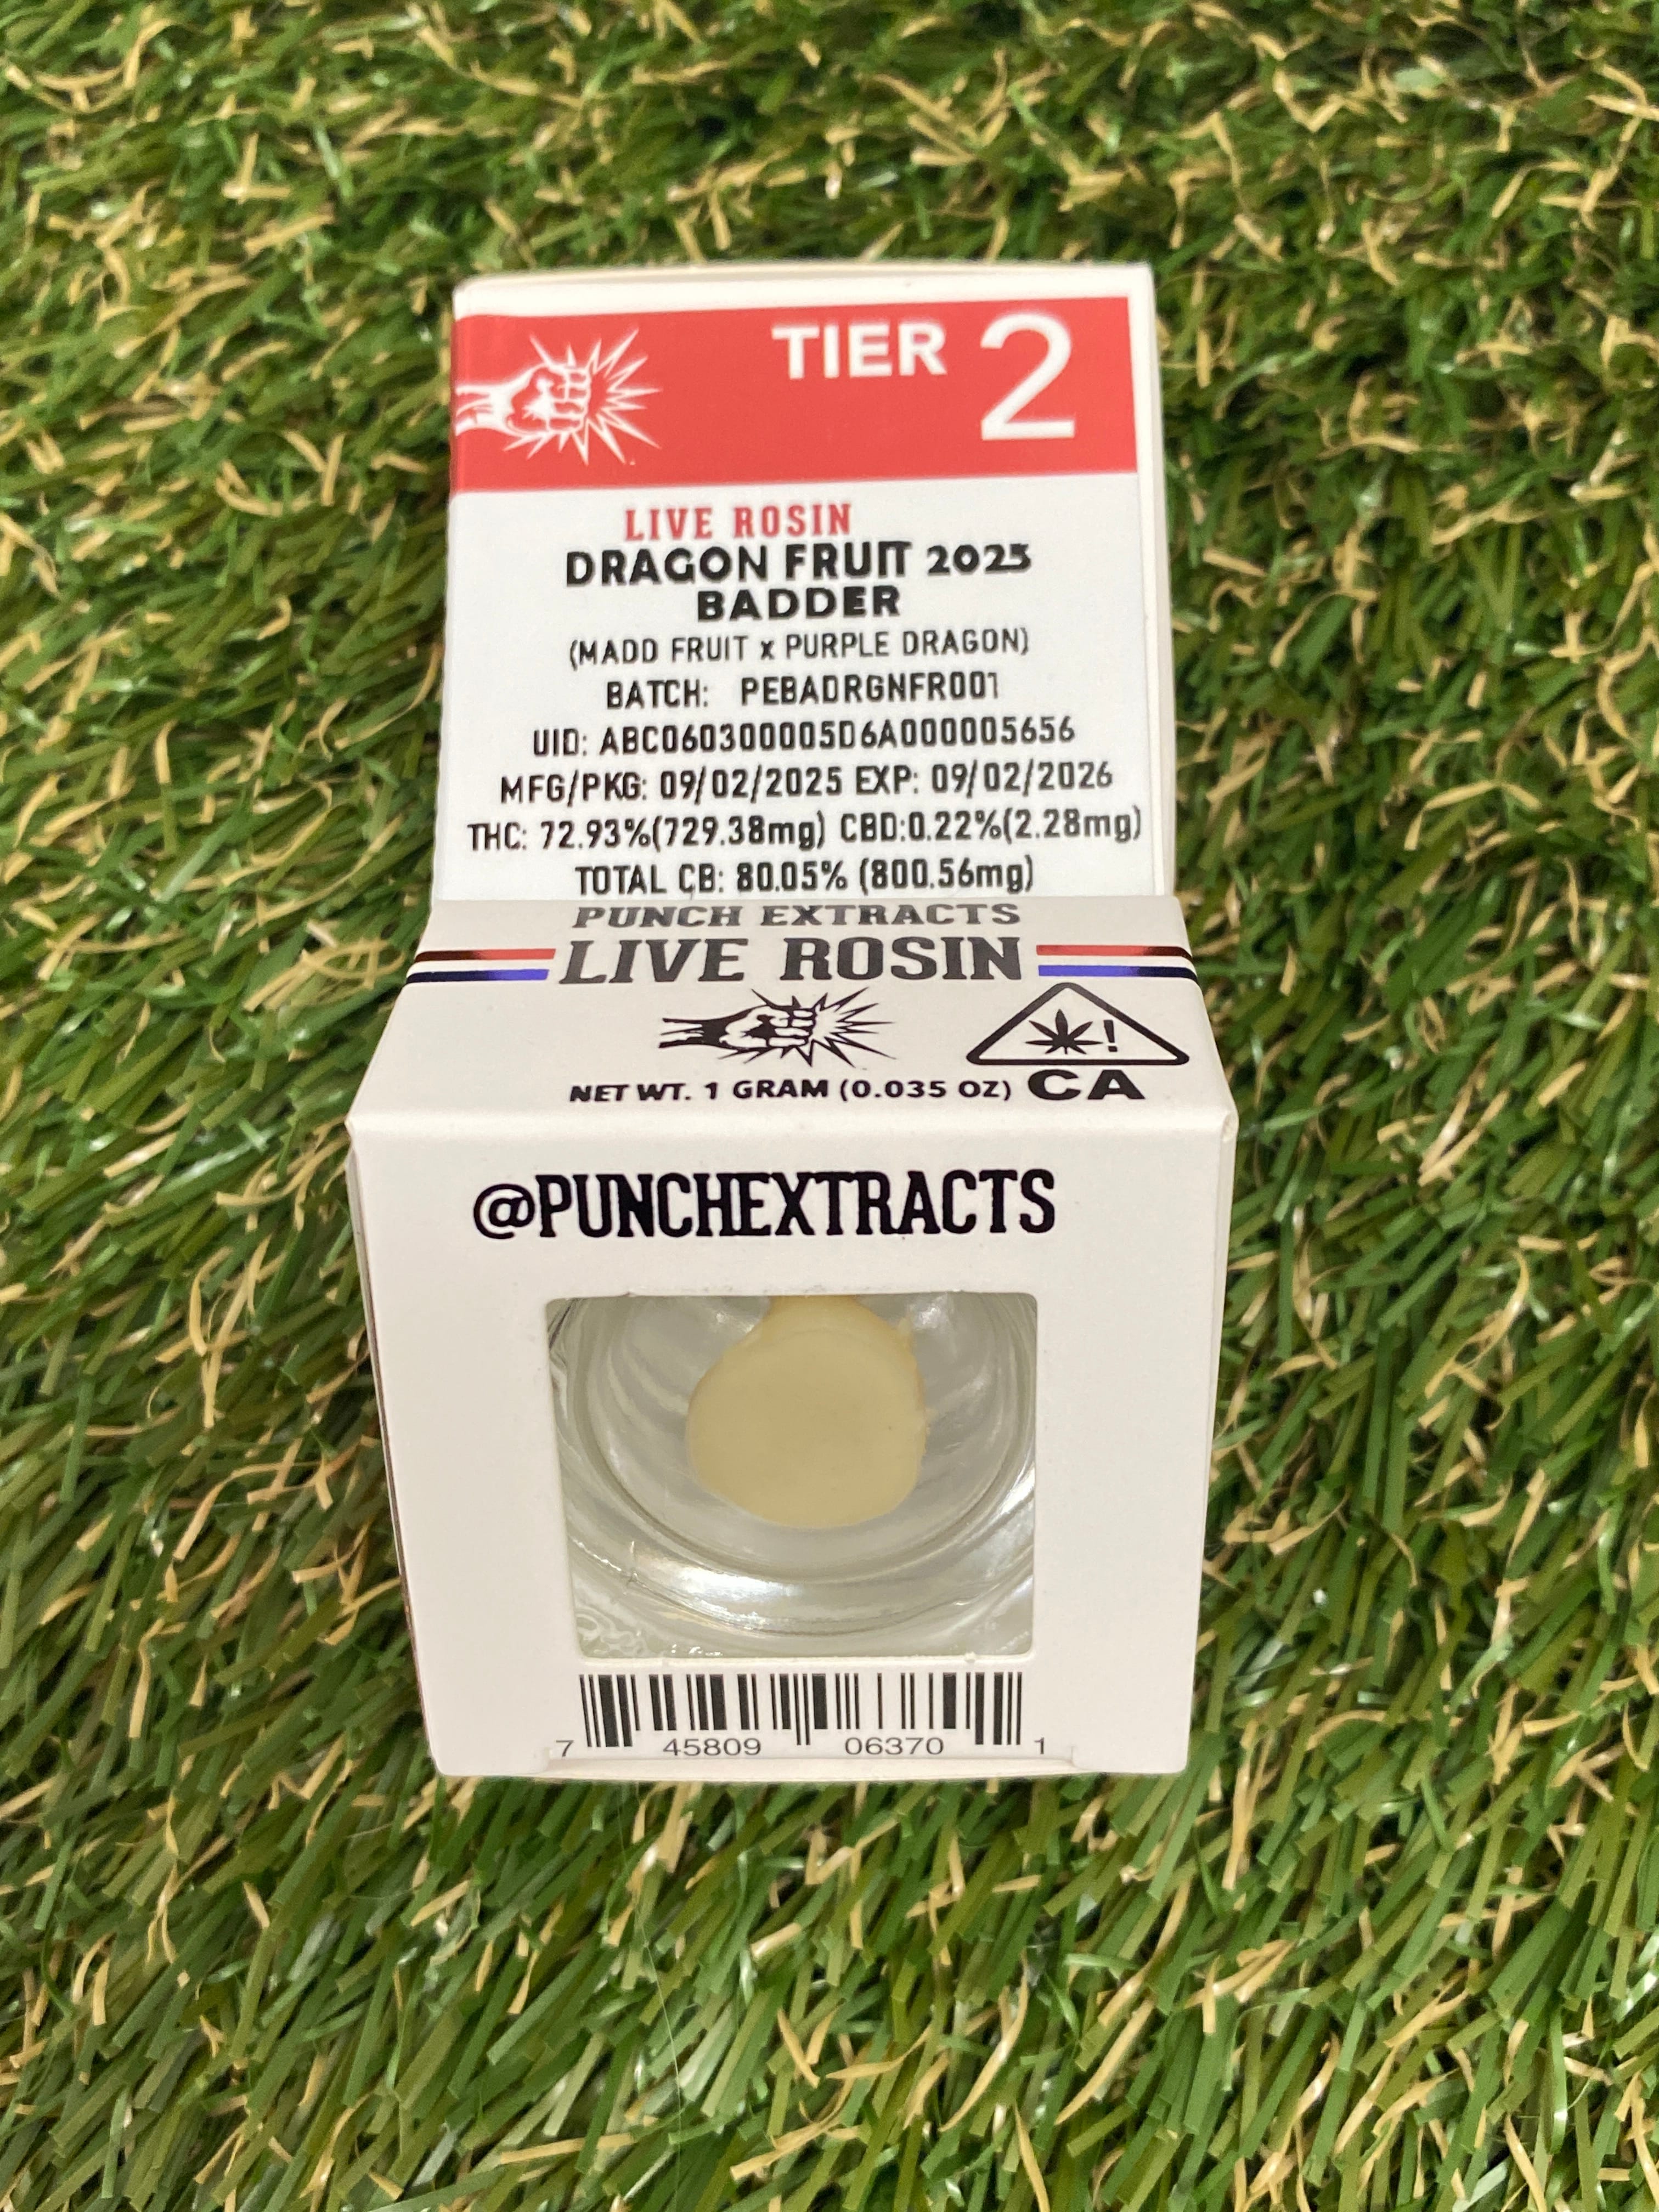 TIER 2
LIVE ROSIN
DRAGON FRUIT 2025
BADDER
(MADD FRUIT x PURPLE DRAGON)
BATCH: PEBADRGNFR001
UID: ABC060300005D6A000005656
MFG/PKG: 09/02/2025 EXP: 09/02/2026
THC: 72.93%(729.38mg) CBD:0.22%(2.28mg)
TOTAL CB: 80.05% (800.56mg)
PUNCH EXTRACTS
LIVE ROSIN
!
NET WT. 1 GRAM (0.035 OZ) CA
@PUNCHEXTRACTS
7 45809 06370 1